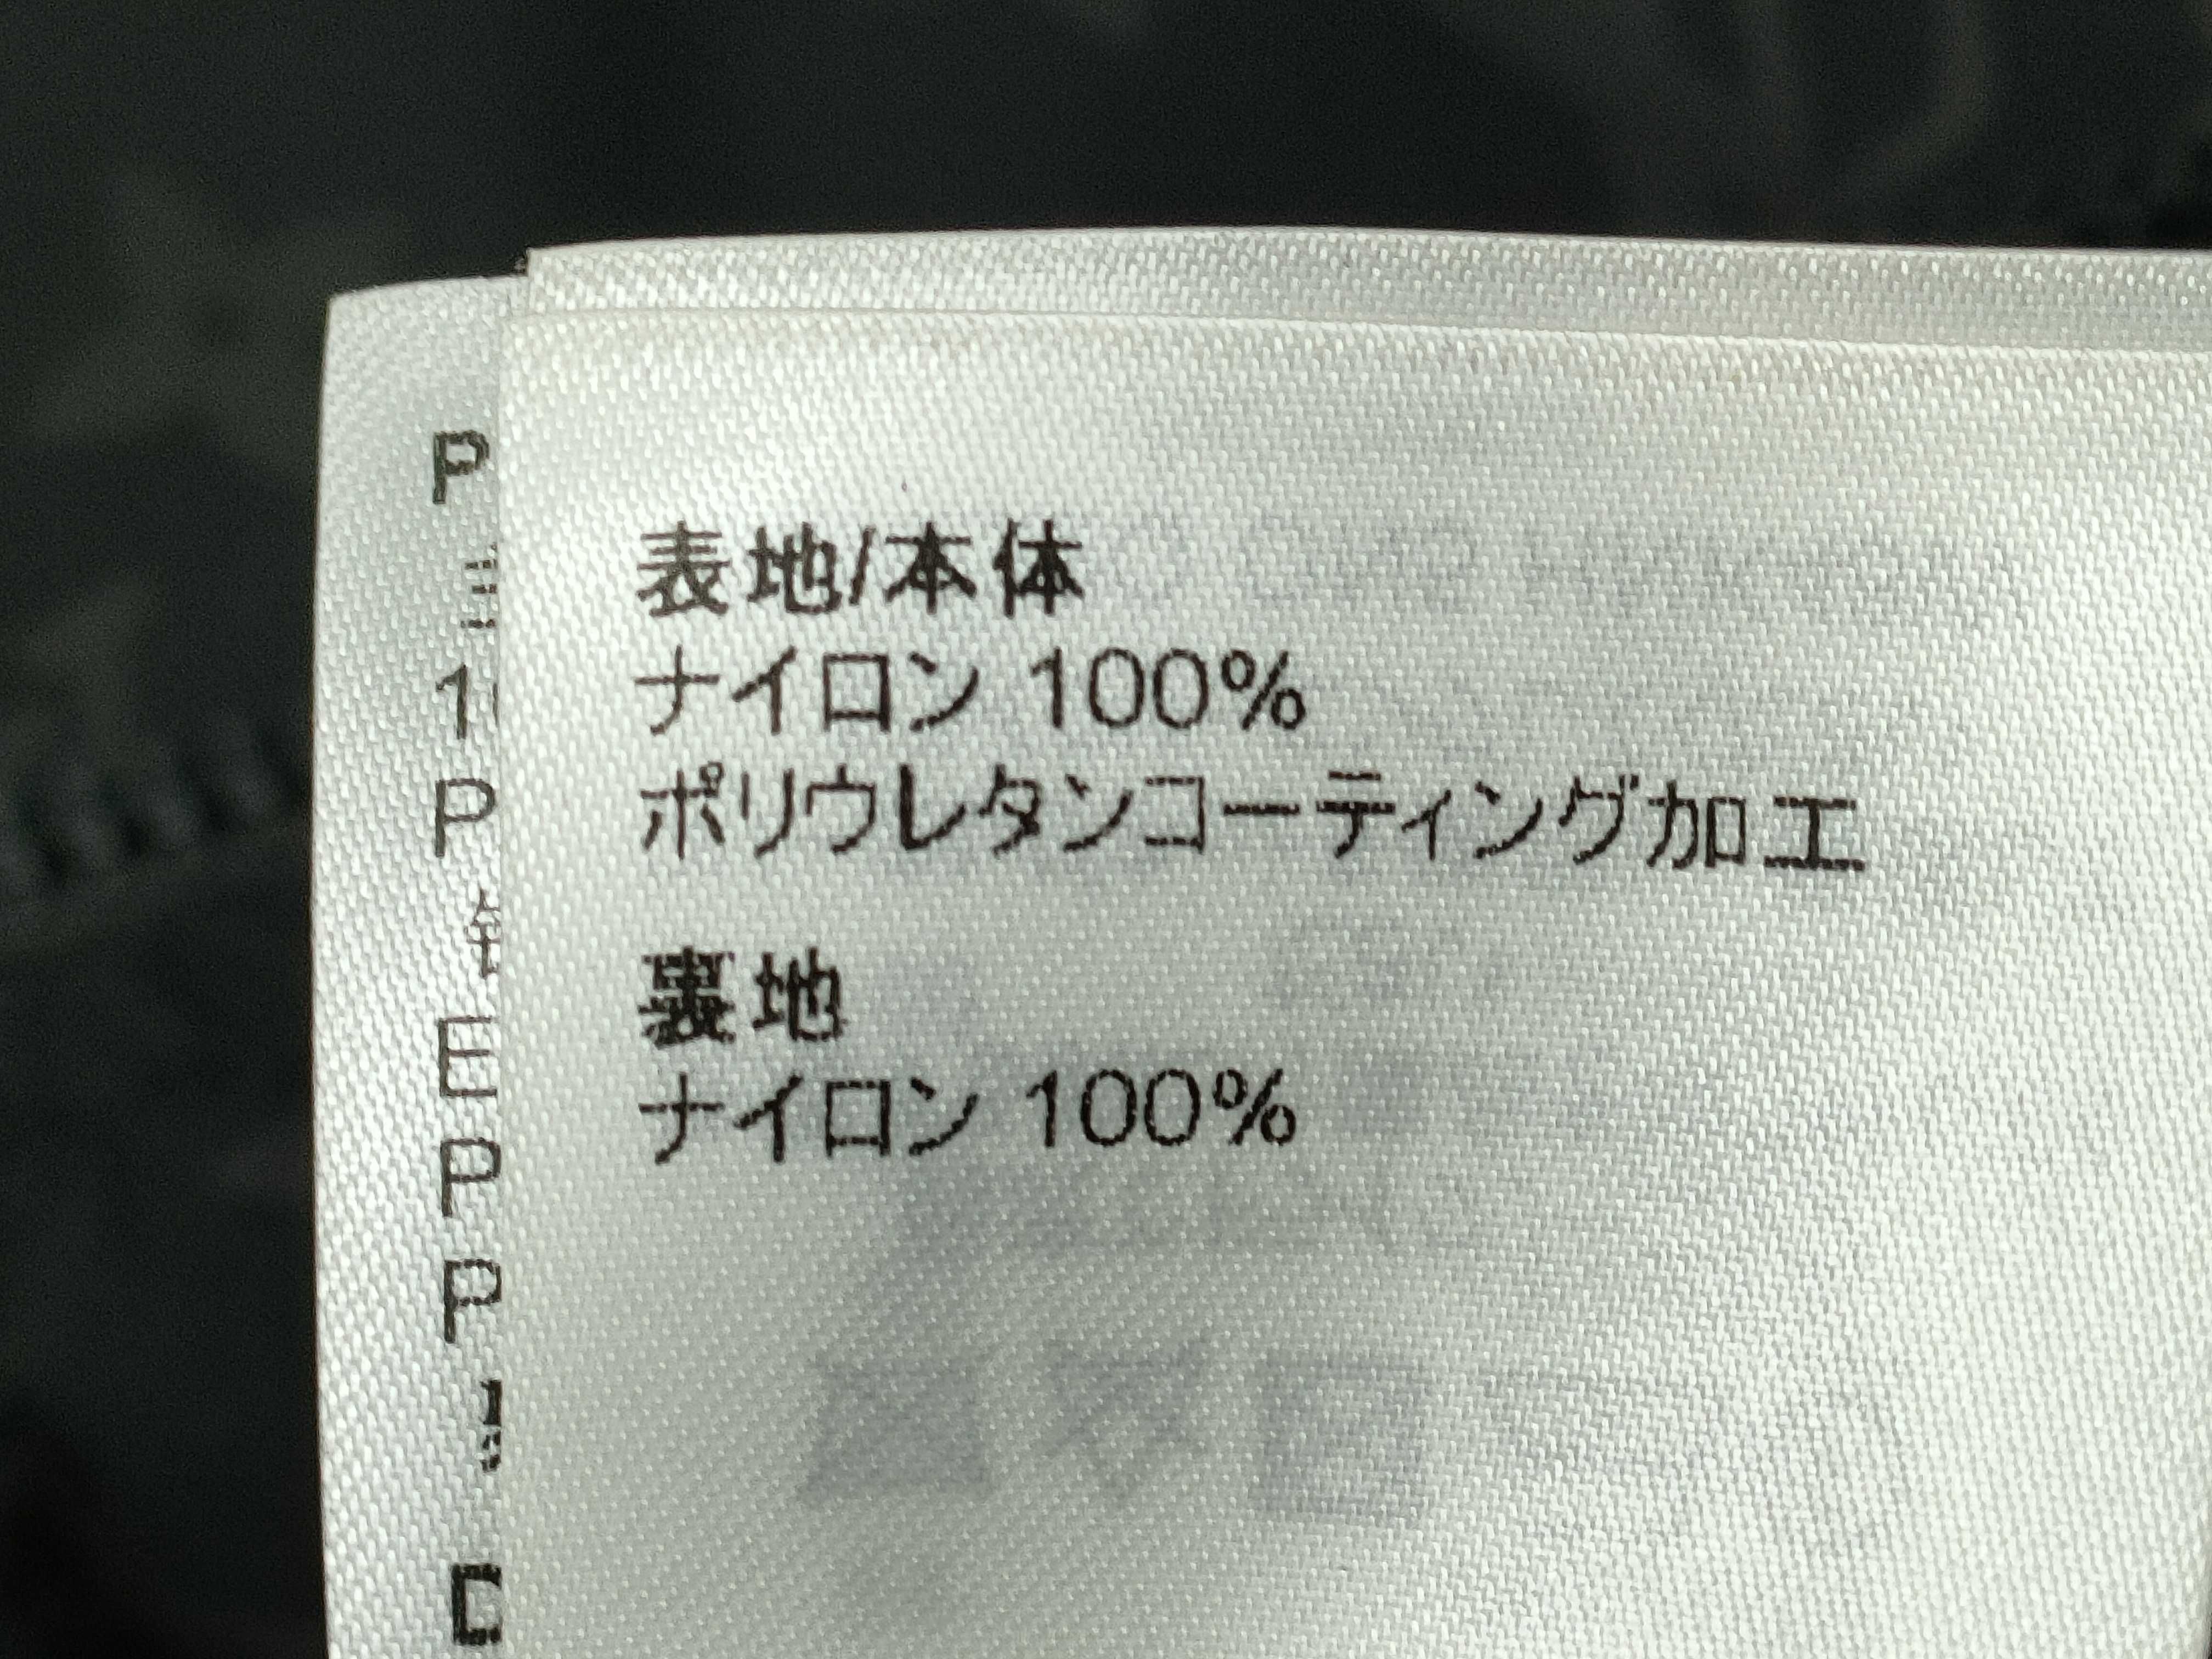 表地/本体
ナイロン 100%
ポリウレタンコーティング加工
裏地
ナイロン 100%